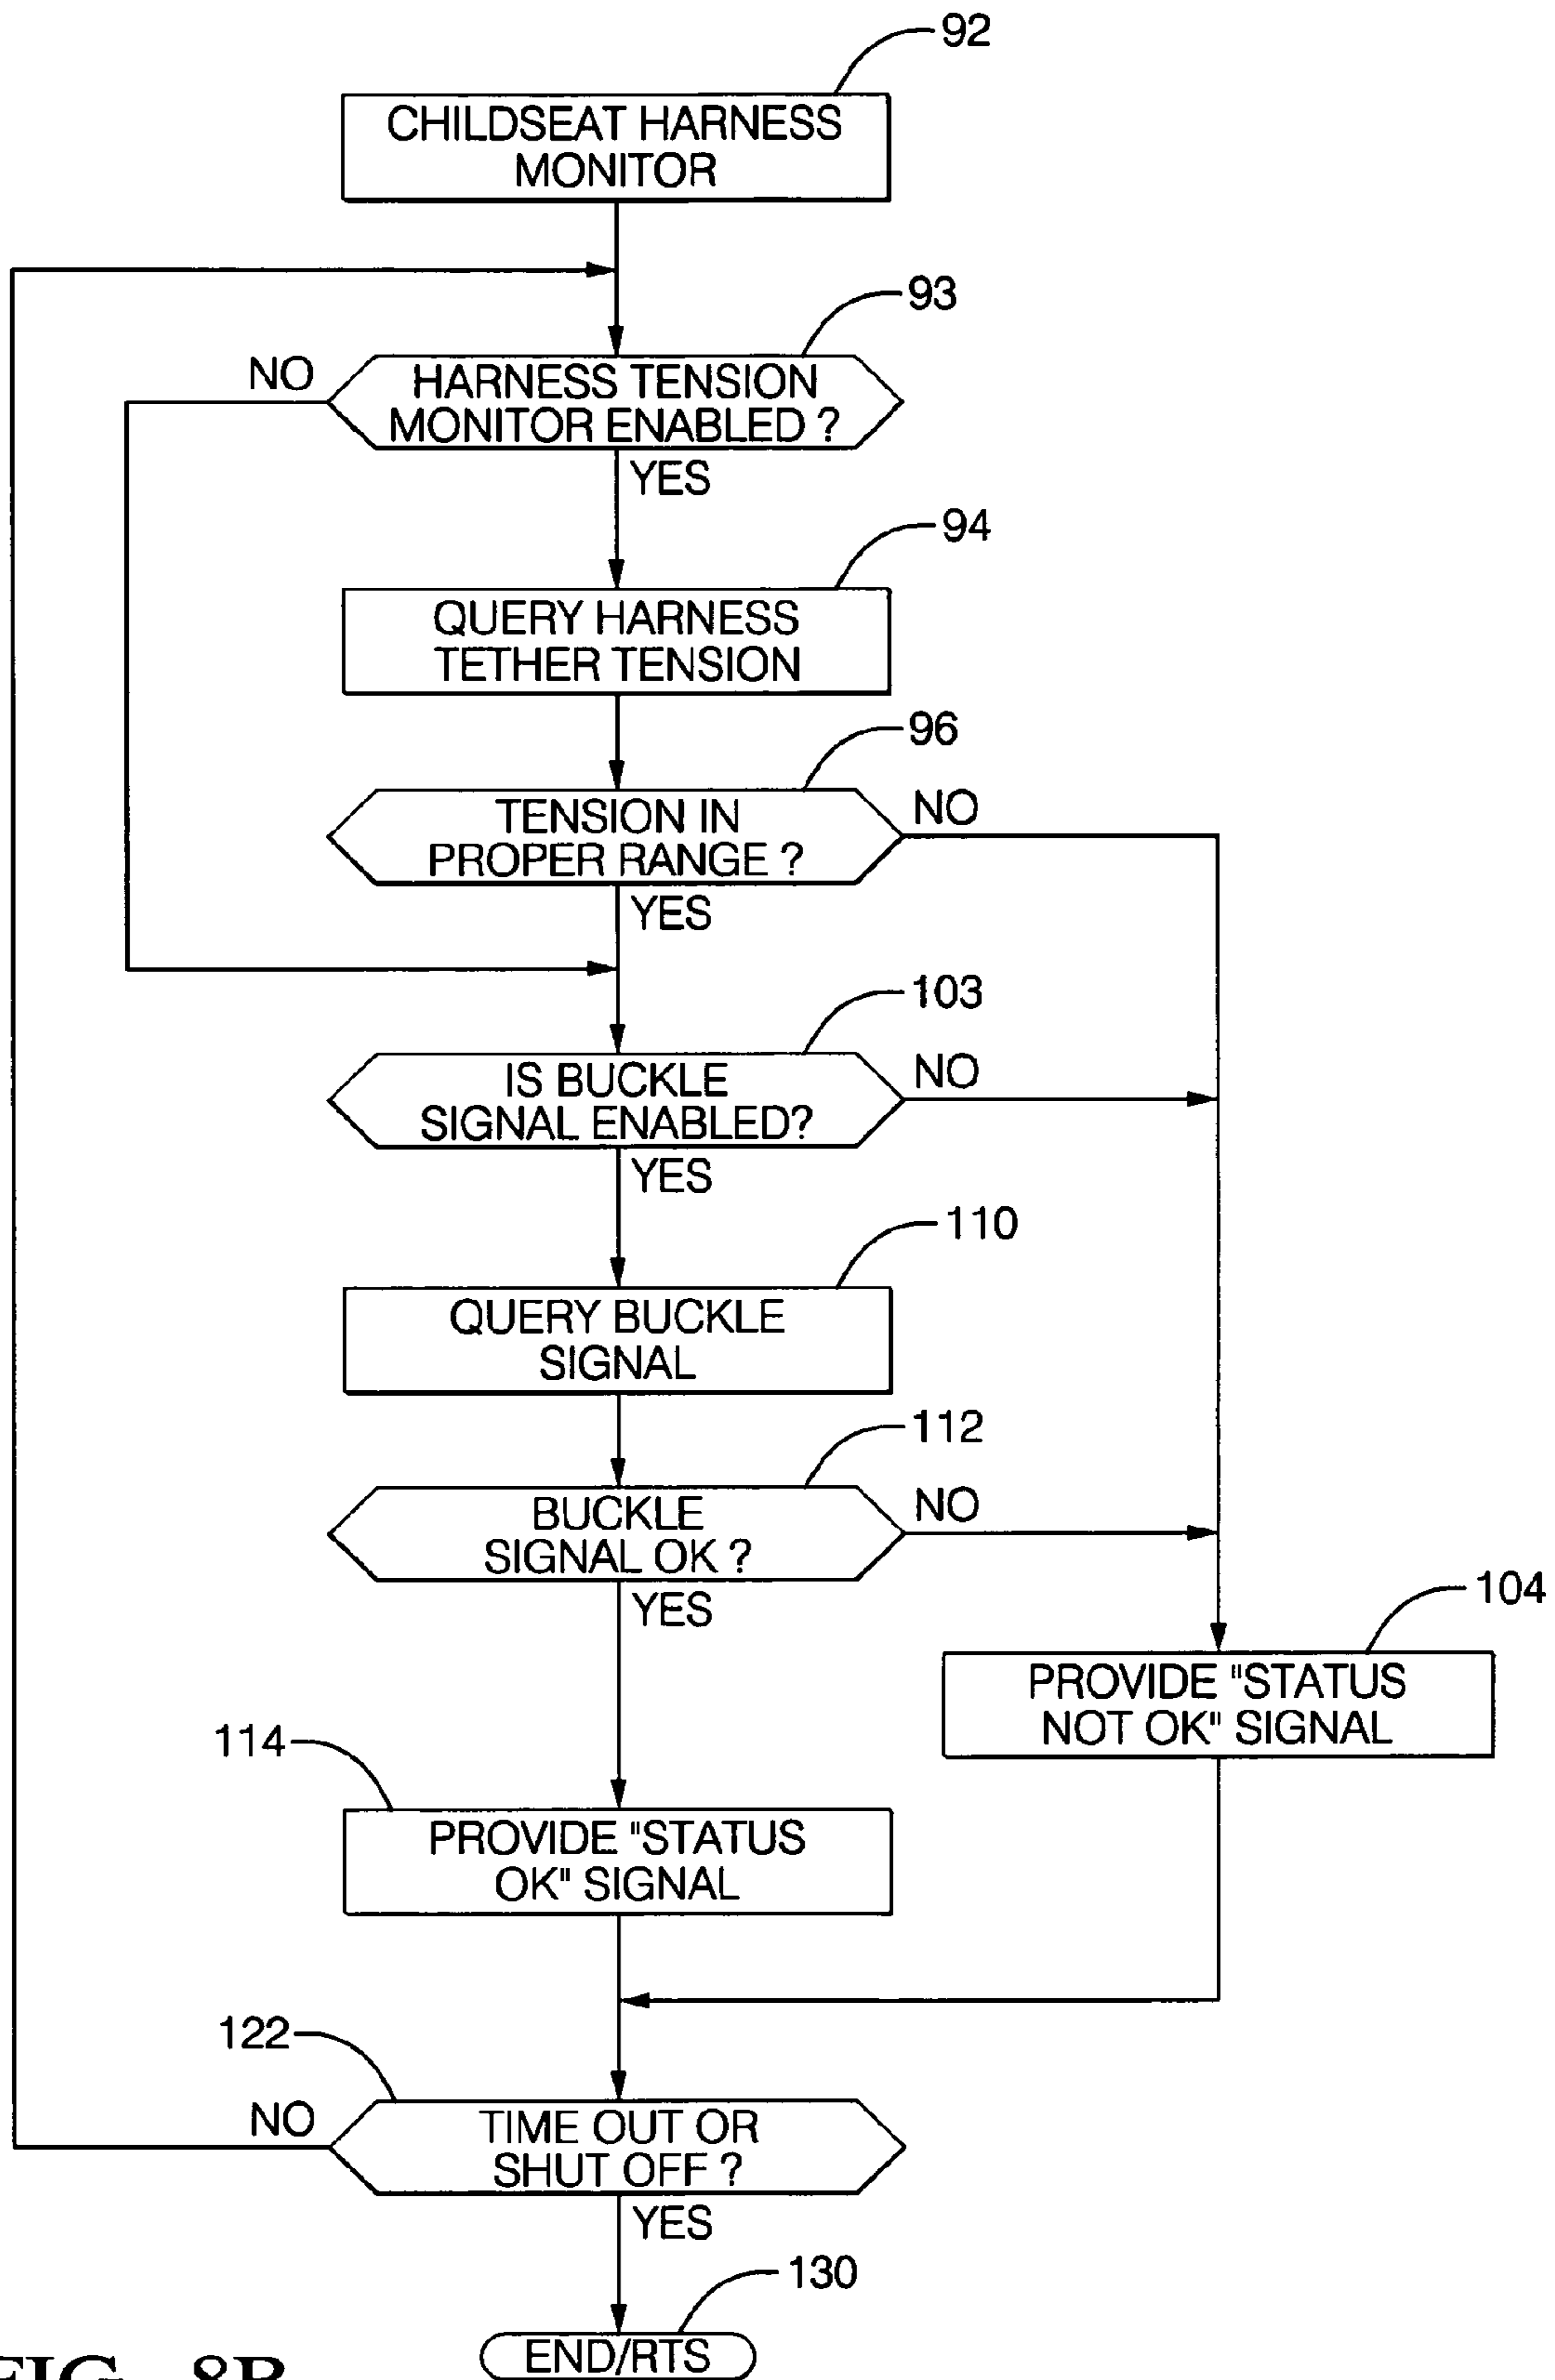 92
CHILDSEAT HARNESS
MONITOR
93
NO
HARNESS TENSION
MONITOR ENABLED ?
YES
94
QUERY HARNESS
TETHER TENSION
96
TENSION IN
PROPER RANGE ?
NO
YES
103
IS BUCKLE
SIGNAL ENABLED?
NO
YES
110
QUERY BUCKLE
SIGNAL
112
BUCKLE
SIGNAL OK ?
NO
YES
104
PROVIDE "STATUS
NOT OK" SIGNAL
114
PROVIDE "STATUS
OK" SIGNAL
122
NO
TIME OUT OR
SHUT OFF ?
YES
130
END/RTS
FIG. 8B